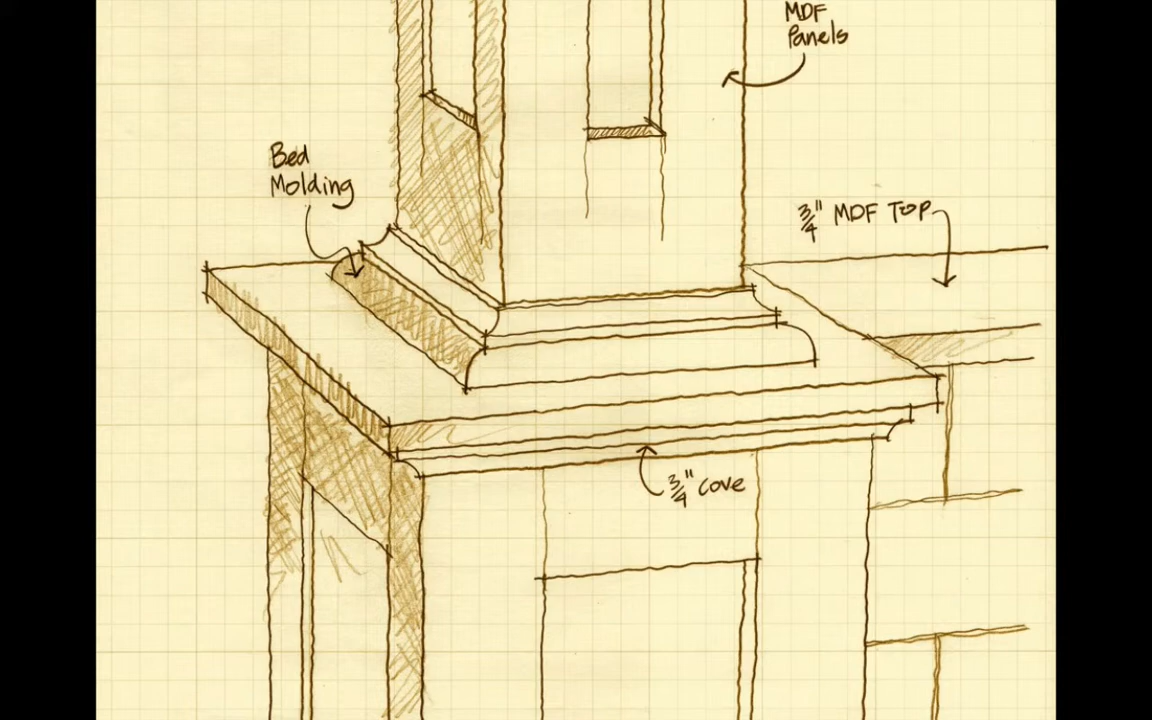 MDF
Panels
Bed
Molding
3/4" MDF TOP
3/4" cove